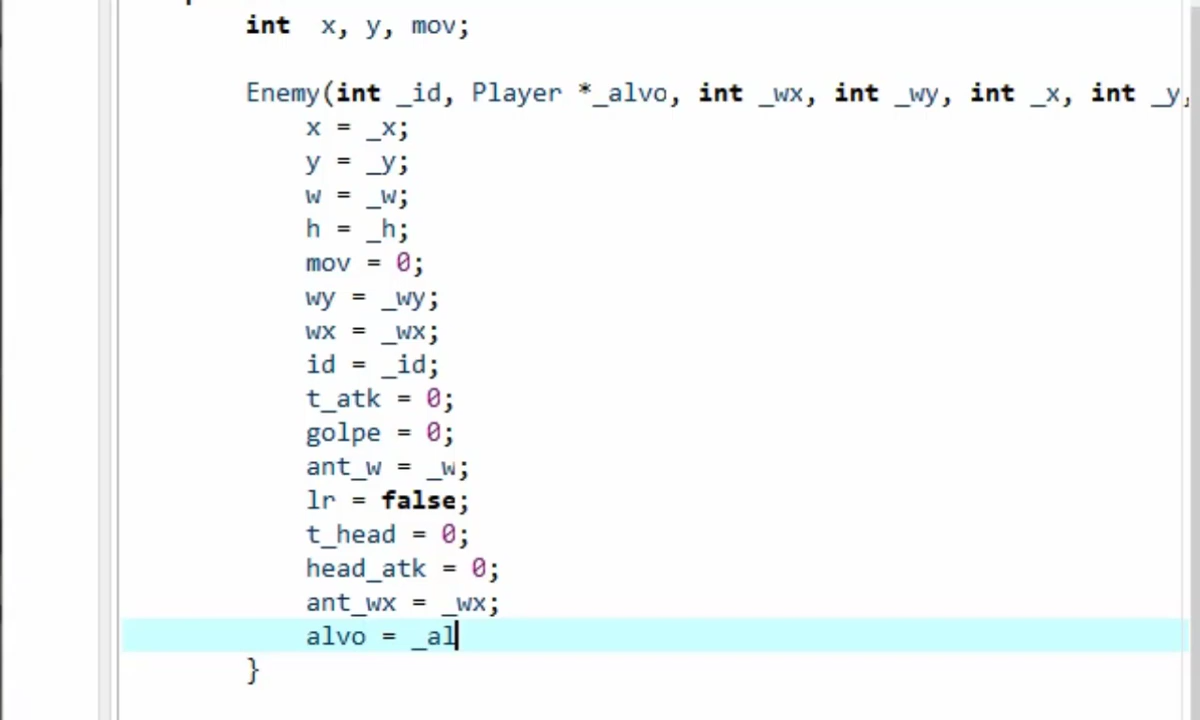 int x, y, mov;
Enemy(int _id, Player *_alvo, int _wx, int _wy, int _x, int _y,
x = _x;
y = _y;
w = _w;
h = _h;
mov = 0;
wy = _wy;
wx = _wx;
id = _id;
t_atk = 0;
golpe = 0;
ant_w = _w;
lr = false;
t_head = 0;
head_atk = 0;
ant_wx = _wx;
alvo = _al
}